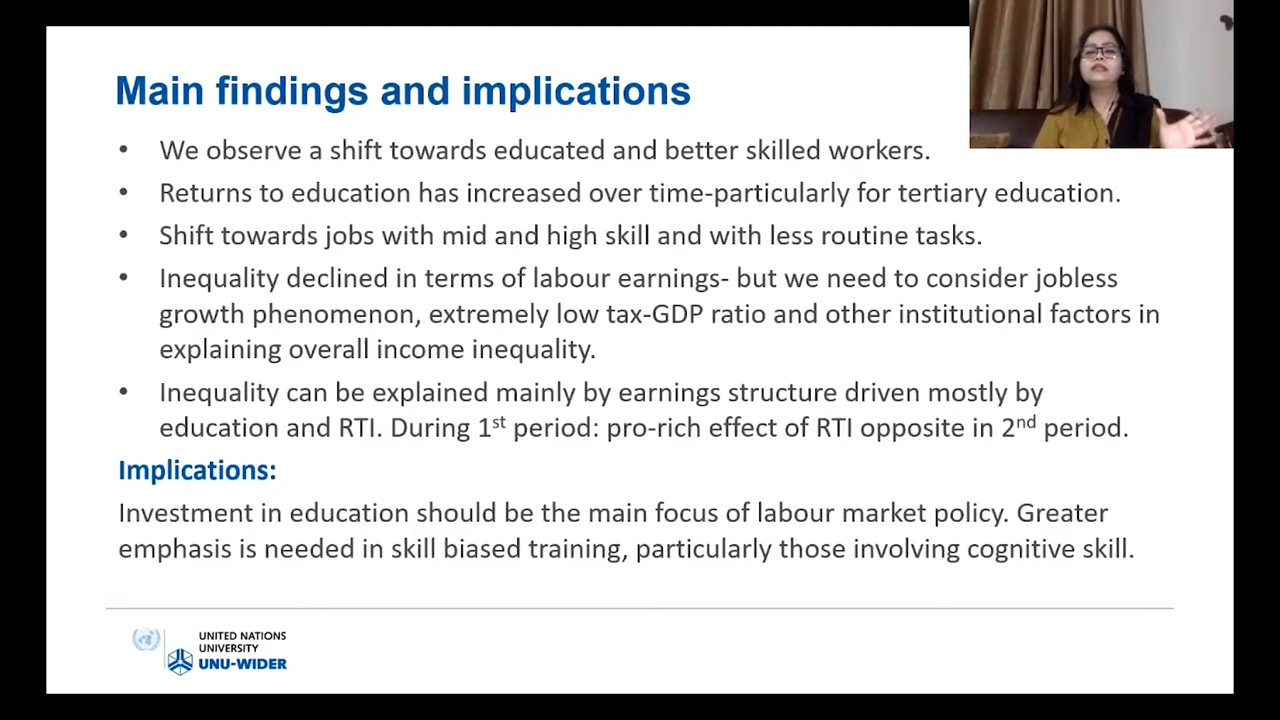 Main findings and implications
• We observe a shift towards educated and better skilled workers.
• Returns to education has increased over time-particularly for tertiary education.
• Shift towards jobs with mid and high skill and with less routine tasks.
• Inequality declined in terms of labour earnings- but we need to consider jobless
growth phenomenon, extremely low tax-GDP ratio and other institutional factors in
explaining overall income inequality.
• Inequality can be explained mainly by earnings structure driven mostly by
education and RTI. During 1st period: pro-rich effect of RTI opposite in 2nd period.
Implications:
Investment in education should be the main focus of labour market policy. Greater
emphasis is needed in skill biased training, particularly those involving cognitive skill.
UNITED NATIONS
UNIVERSITY
UNU-WIDER